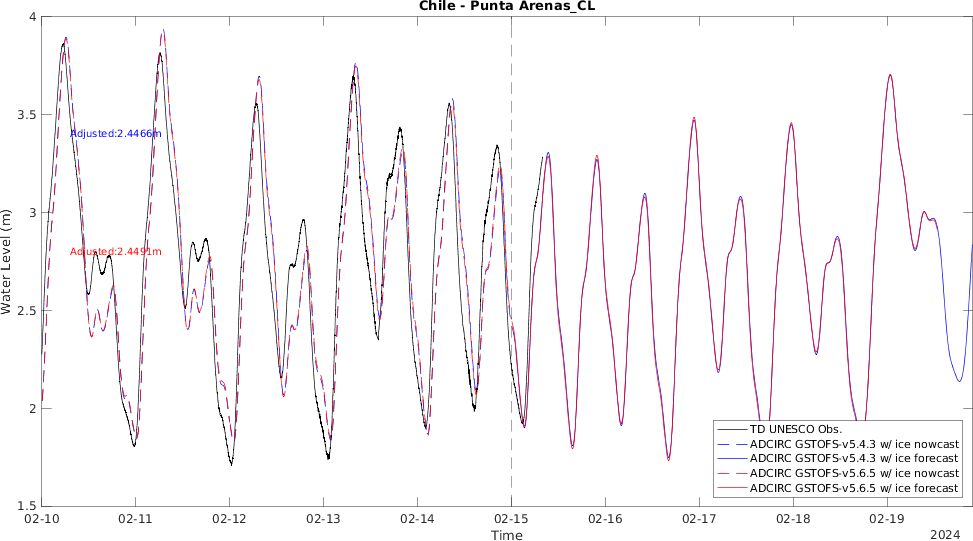 Chile - Punta Arenas_CL
4
3.5
3
2.5
2
1.5
Water Level (m)
Adjusted:2.4466m
Adjusted:2.4491m
TD UNESCO Obs.
ADCIRC GSTOFS-v5.4.3 w/ ice nowcast
ADCIRC GSTOFS-v5.4.3 w/ ice forecast
ADCIRC GSTOFS-v5.6.5 w/ ice nowcast
ADCIRC GSTOFS-v5.6.5 w/ ice forecast
02-10 02-11 02-12 02-13 02-14 02-15 02-16 02-17 02-18 02-19
Time
2024